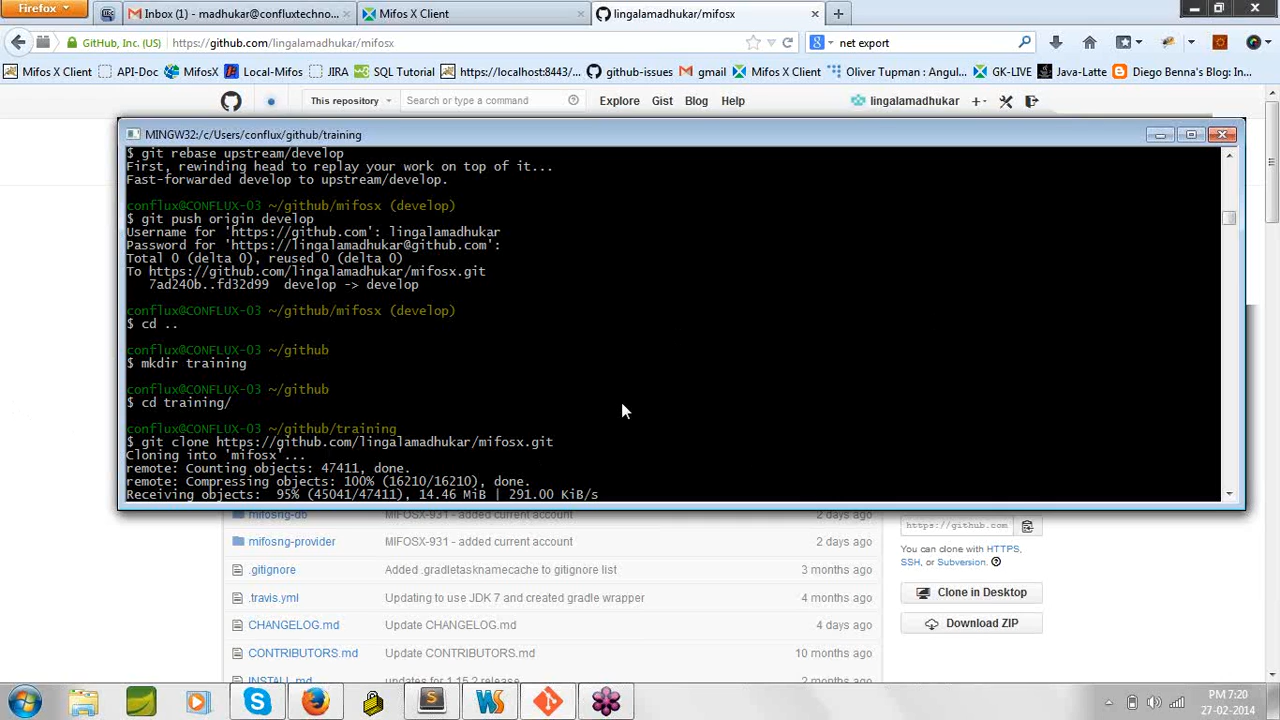 Firefox
Inbox (1) - madhukar@confluxtechno...
Mifos X Client
lingalamadhukar/mifosx
GitHub, Inc. (US)
https://github.com/lingalamadhukar/mifosx
net export
Mifos X Client
API-Doc
MifosX
Local-Mifos
JIRA
SQL Tutorial
https://localhost:8443/...
github-issues
gmail
Mifos X Client
Oliver Tupman : Angul...
GK-LIVE
Java-Latte
Diego Benna's Blog: In...
This repository
Search or type a command
Explore
Gist
Blog
Help
lingalamadhukar
MINGW32:/c/Users/conflux/github/training
$ git rebase upstream/develop
First, rewinding head to replay your work on top of it...
Fast-forwarded develop to upstream/develop.
conflux@CONFLUX-03 ~/github/mifosx (develop)
$ git push origin develop
Username for 'https://github.com': lingalamadhukar
Password for 'https://lingalamadhukar@github.com':
Total 0 (delta 0), reused 0 (delta 0)
To https://github.com/lingalamadhukar/mifosx.git
7ad240b..fd32d99  develop -> develop
conflux@CONFLUX-03 ~/github/mifosx (develop)
$ cd ..
conflux@CONFLUX-03 ~/github
$ mkdir training
conflux@CONFLUX-03 ~/github
$ cd training/
conflux@CONFLUX-03 ~/github/training
$ git clone https://github.com/lingalamadhukar/mifosx.git
Cloning into 'mifosx'...
remote: Counting objects: 47411, done.
remote: Compressing objects: 100% (16210/16210), done.
Receiving objects:  95% (45041/47411), 14.46 MiB | 291.00 KiB/s
mifosng-db
MIFOSX-931 - added current account
2 days ago
mifosng-provider
MIFOSX-931 - added current account
2 days ago
.gitignore
Added .gradletasknamecache to gitignore list
3 months ago
.travis.yml
Updating to use JDK 7 and created gradle wrapper
4 months ago
CHANGELOG.md
Update CHANGELOG.md
4 days ago
CONTRIBUTORS.md
Update CONTRIBUTORS.md
10 months ago
INSTALL.md
updates for 1.15.2 release
https://github.com
You can clone with HTTPS,
SSH, or Subversion.
Clone in Desktop
Download ZIP
PM 7:20
27-02-2014